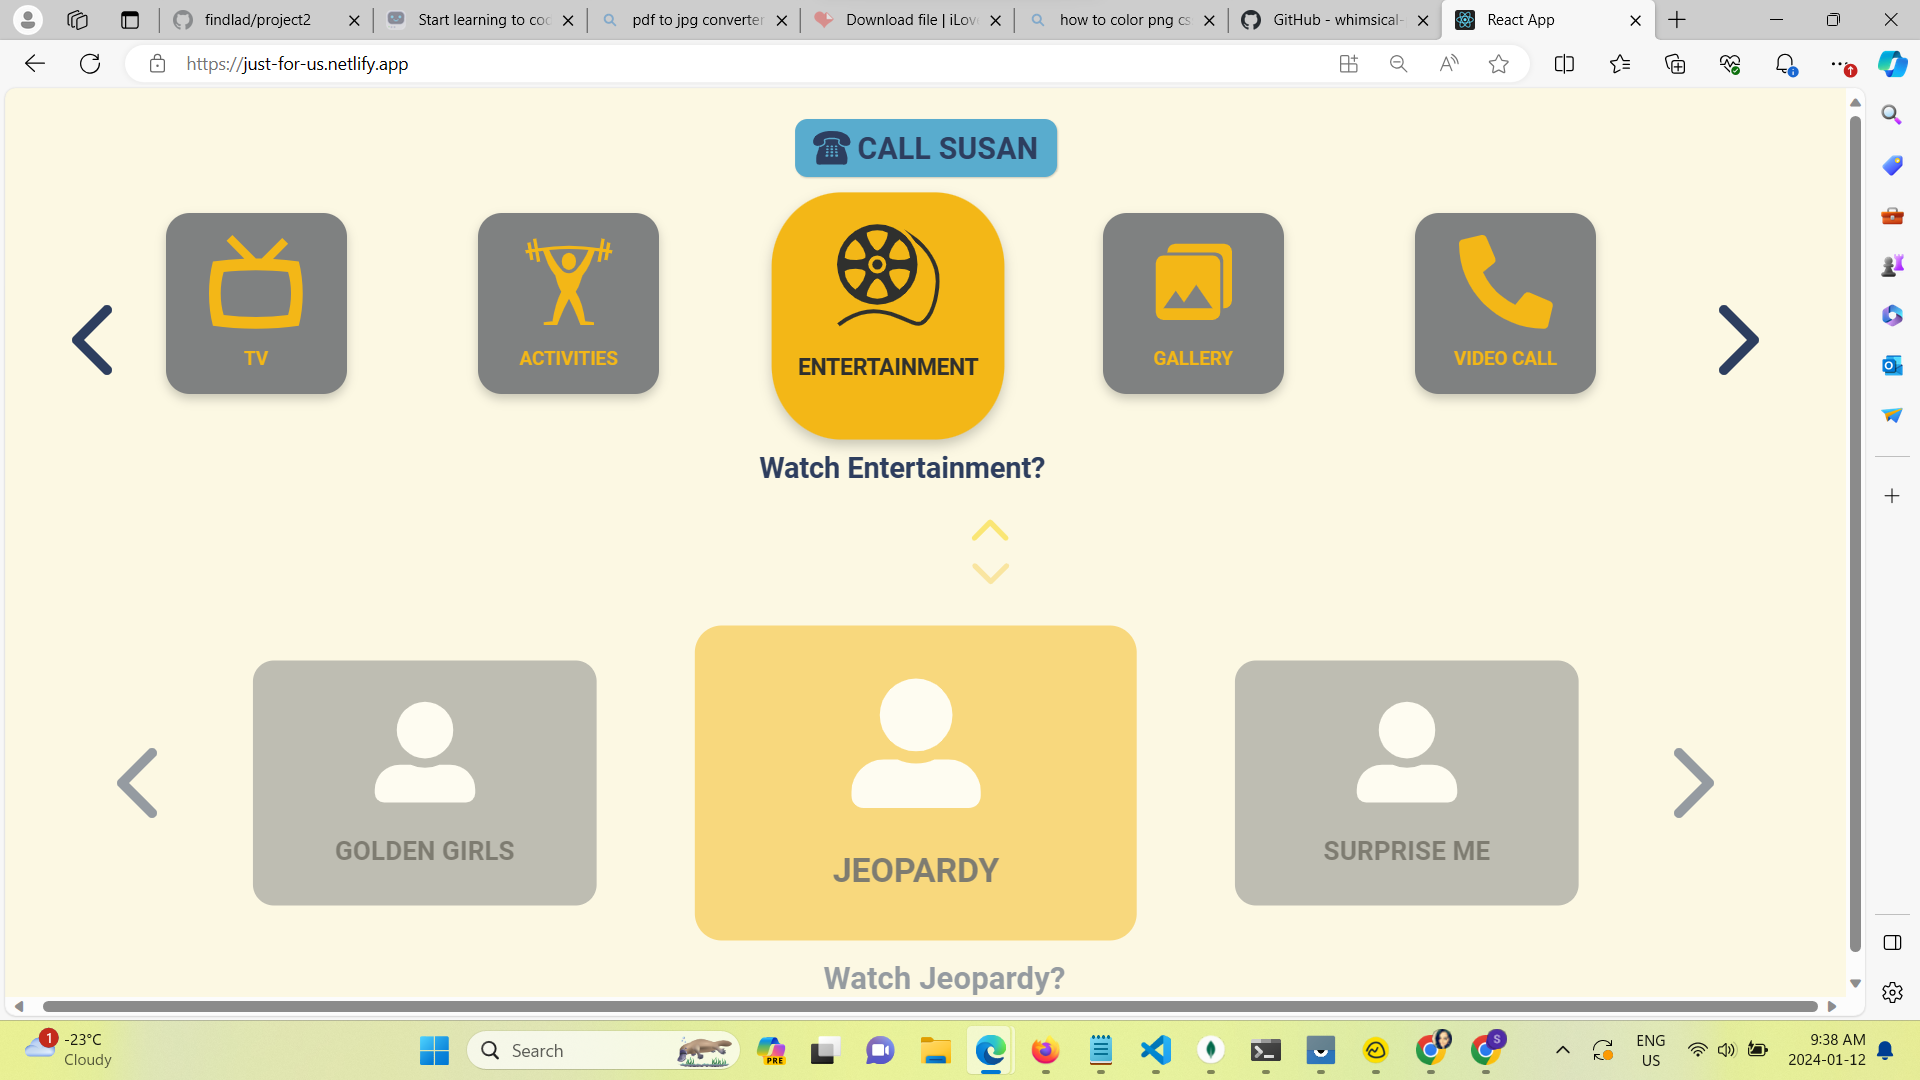 findlad/project2
Start learning to coc
pdf to jpg converter
Download file | iLov
how to color png cs
GitHub - whimsical-
React App
https://just-for-us.netlify.app
CALL SUSAN
TV
ACTIVITIES
ENTERTAINMENT
GALLERY
VIDEO CALL
Watch Entertainment?
GOLDEN GIRLS
JEOPARDY
SURPRISE ME
Watch Jeopardy?
1
-23°C
Cloudy
Search
PRE
S
ENG
US
9:38 AM
2024-01-12